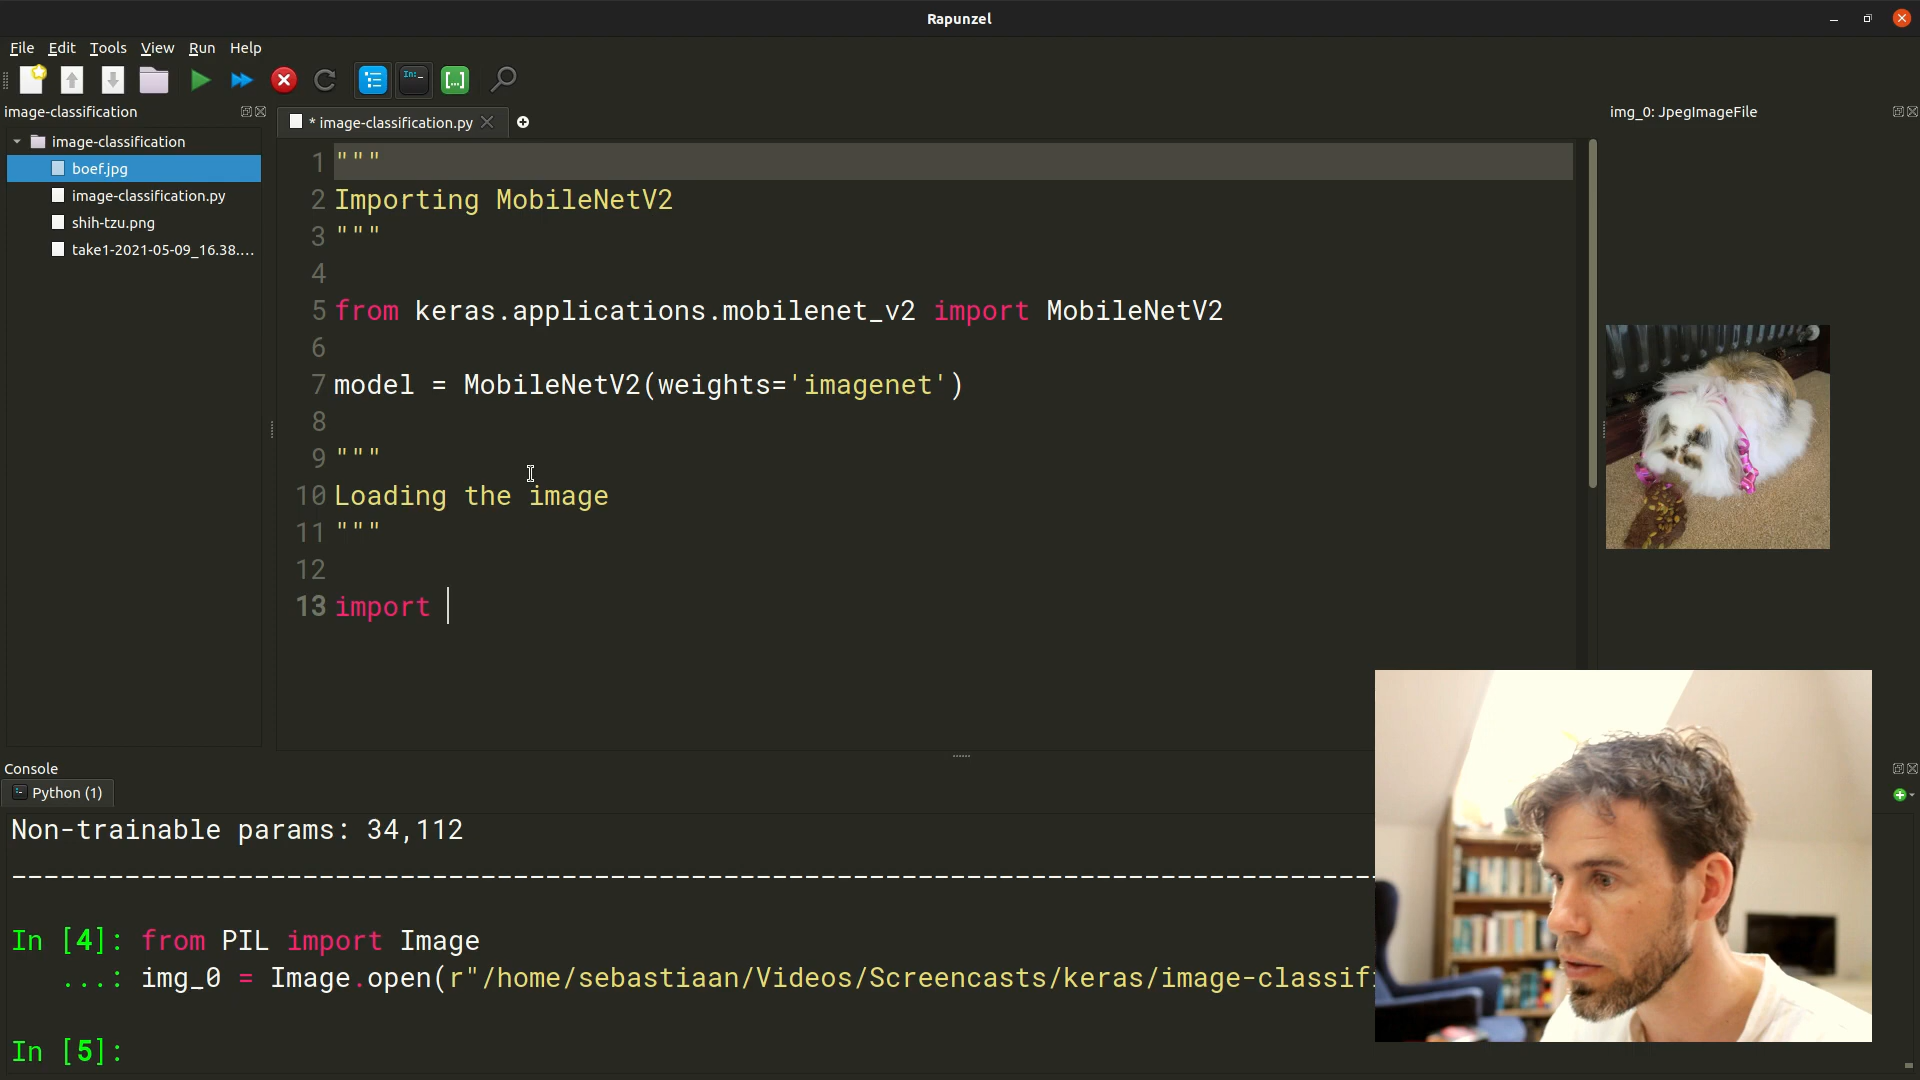 Rapunzel
File Edit Tools View Run Help
In:_
[...]
image-classification
* image-classification.py
img_0: JpegImageFile
image-classification
boef.jpg
image-classification.py
shih-tzu.png
take1-2021-05-09_16.38....
1 """
2 Importing MobileNetV2
3 """
4
5 from keras.applications.mobilenet_v2 import MobileNetV2
6
7 model = MobileNetV2(weights='imagenet')
8
9 """
10 Loading the image
11 """
12
13 import
Console
Python (1)
Non-trainable params: 34,112
In [4]: from PIL import Image
...: img_0 = Image.open(r"/home/sebastiaan/Videos/Screencasts/keras/image-classif
In [5]: